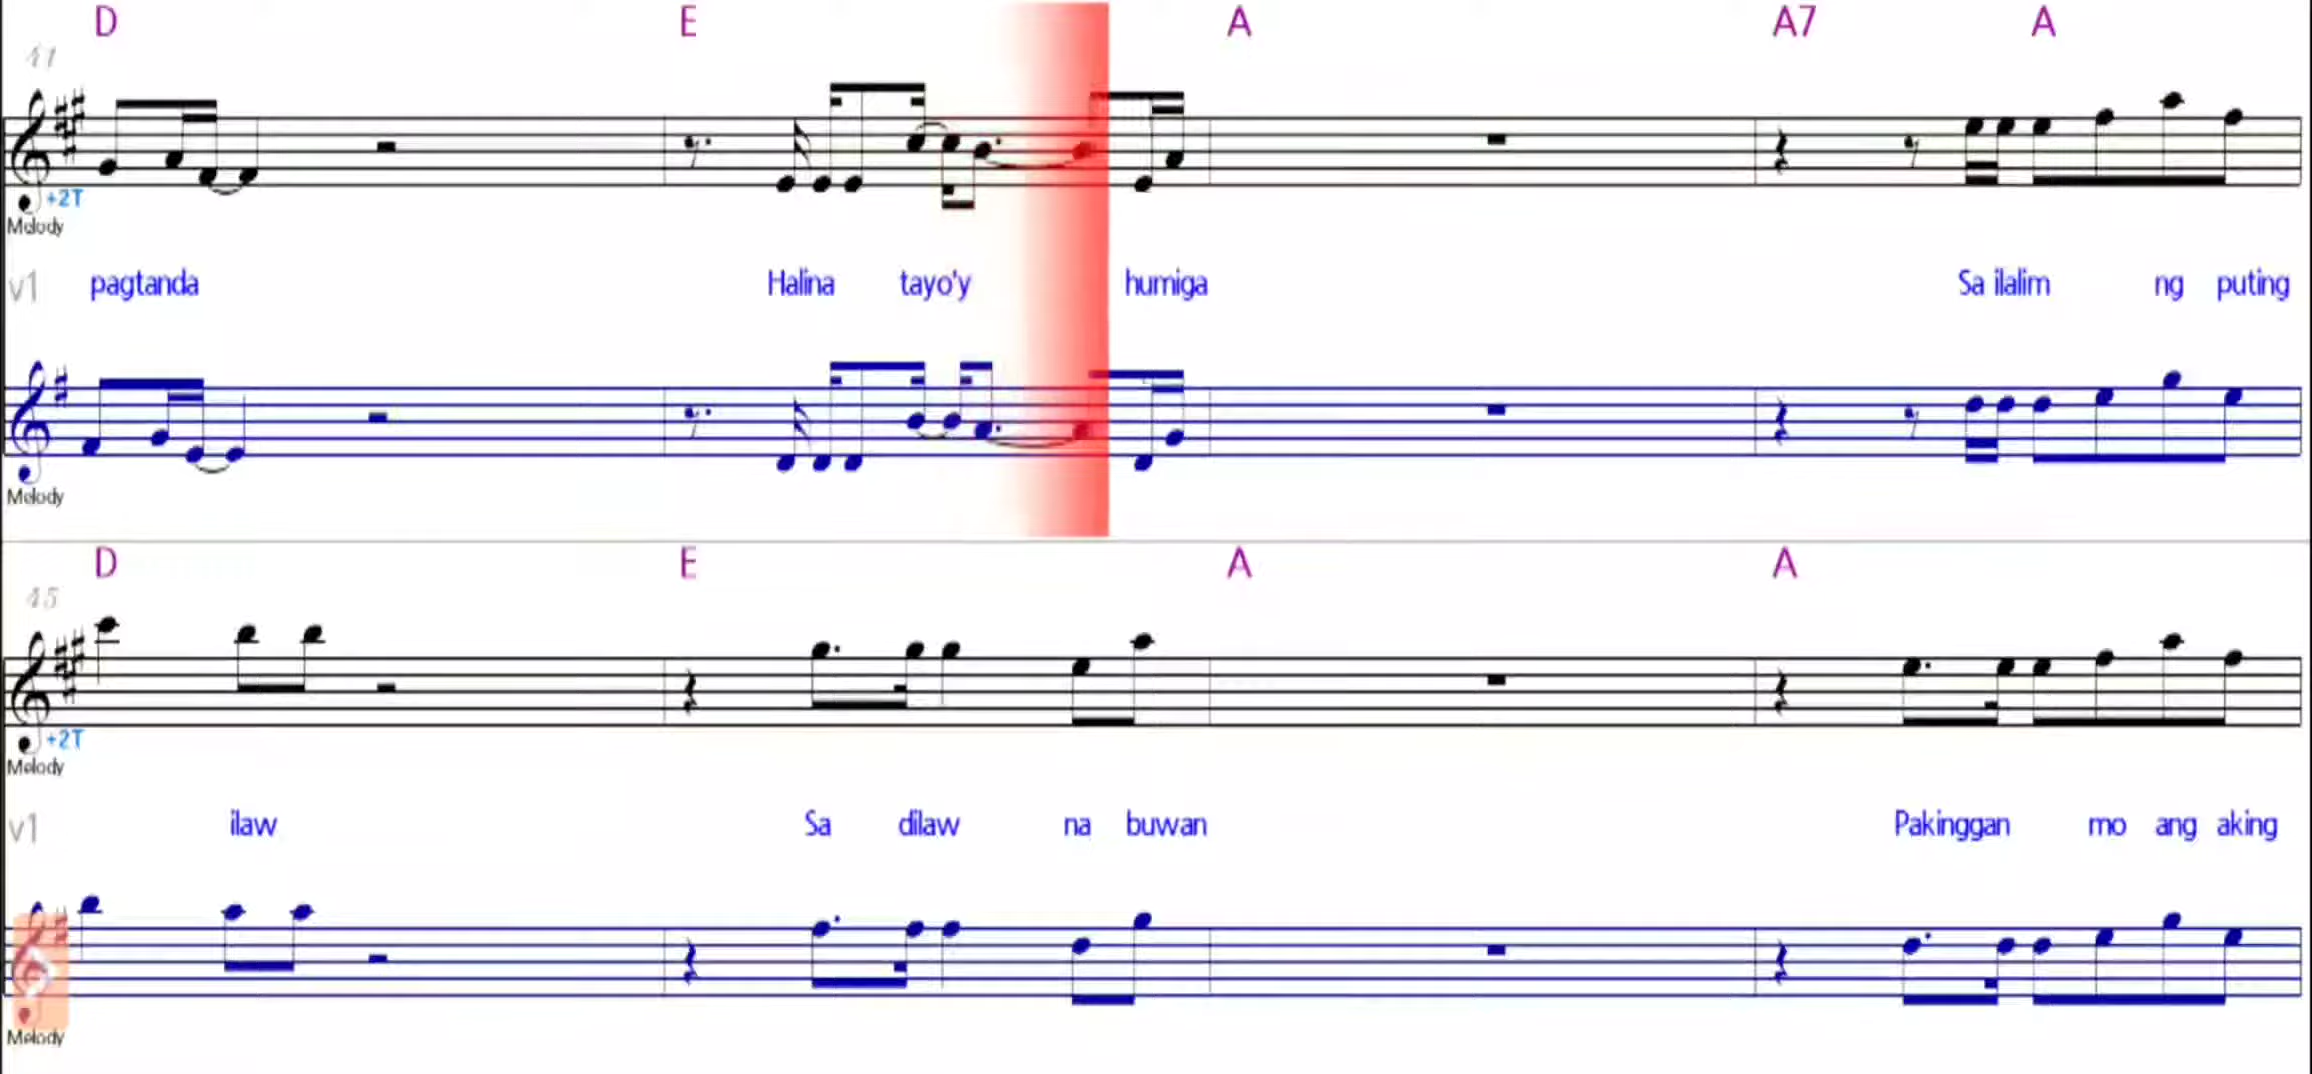 D E A A7 A
41
+2T
Melody
v1 pagtanda Halina tayo'y humiga Sa ilalim ng puting
Melody
D E A A
45
+2T
Melody
v1 ilaw Sa dilaw na buwan Pakinggan mo ang aking
Melody